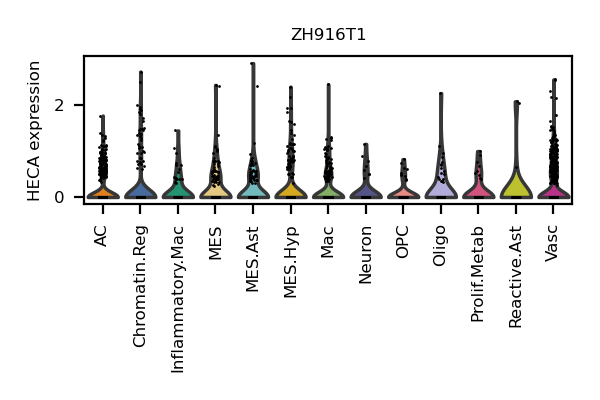 ZH916T1
HECA expression
2
0
AC
Chromatin.Reg
Inflammatory.Mac
MES
MES.Ast
MES.Hyp
Mac
Neuron
OPC
Oligo
Prolif.Metab
Reactive.Ast
Vasc